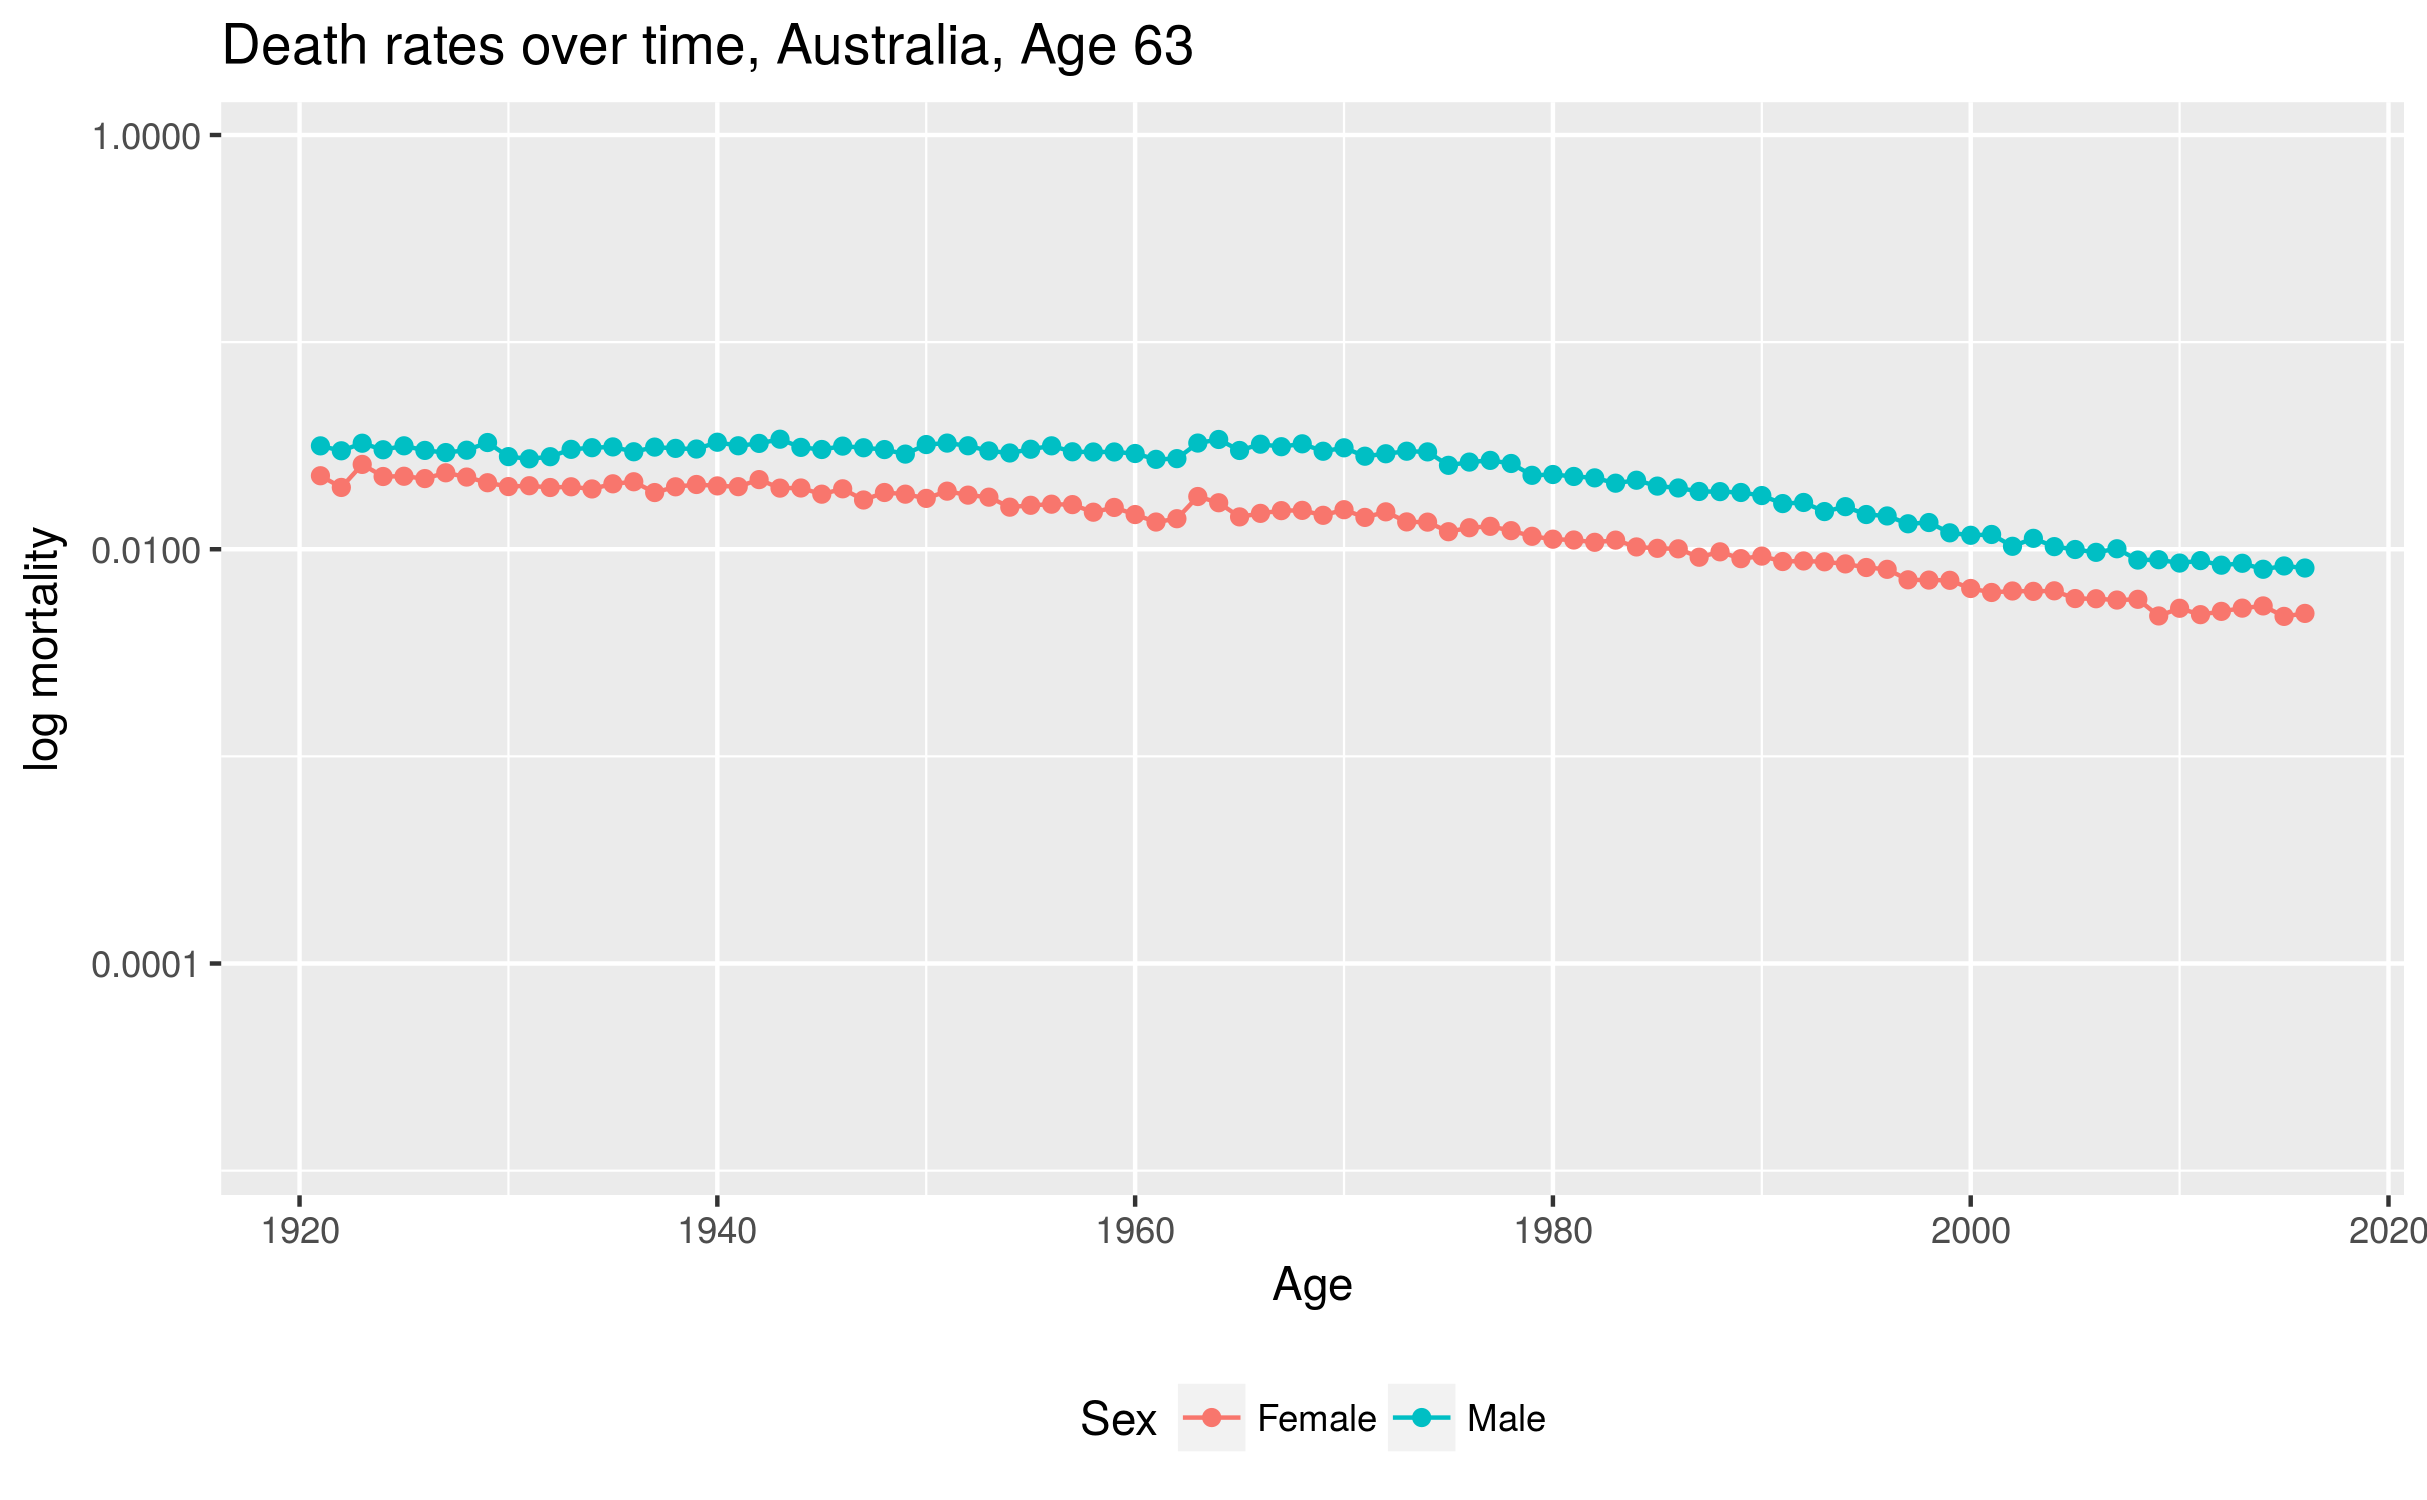 Death rates over time, Australia, Age 63
1.0000
0.0100
0.0001
log mortality
1920 1940 1960 1980 2000 2020
Age
Sex Female Male